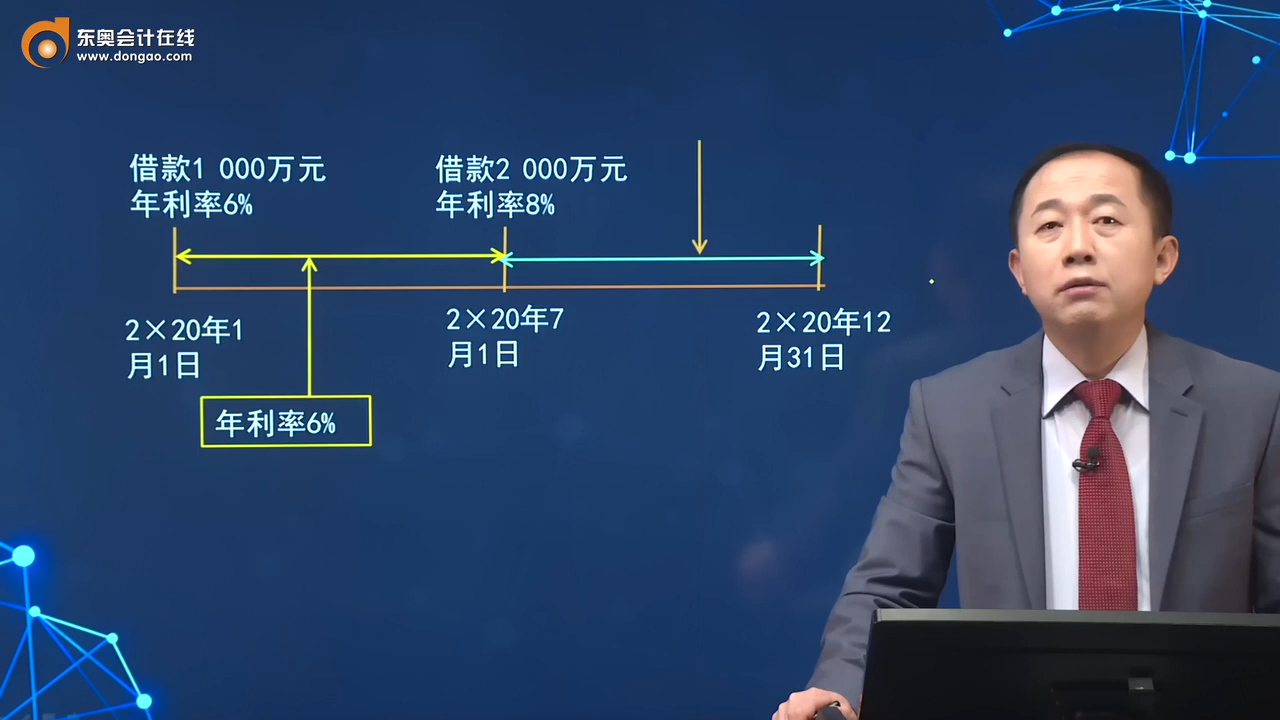 东奥会计在线
www.dongao.com
借款1 000万元
年利率6%
借款2 000万元
年利率8%
2×20年1
月1日
2×20年7
月1日
2×20年12
月31日
年利率6%